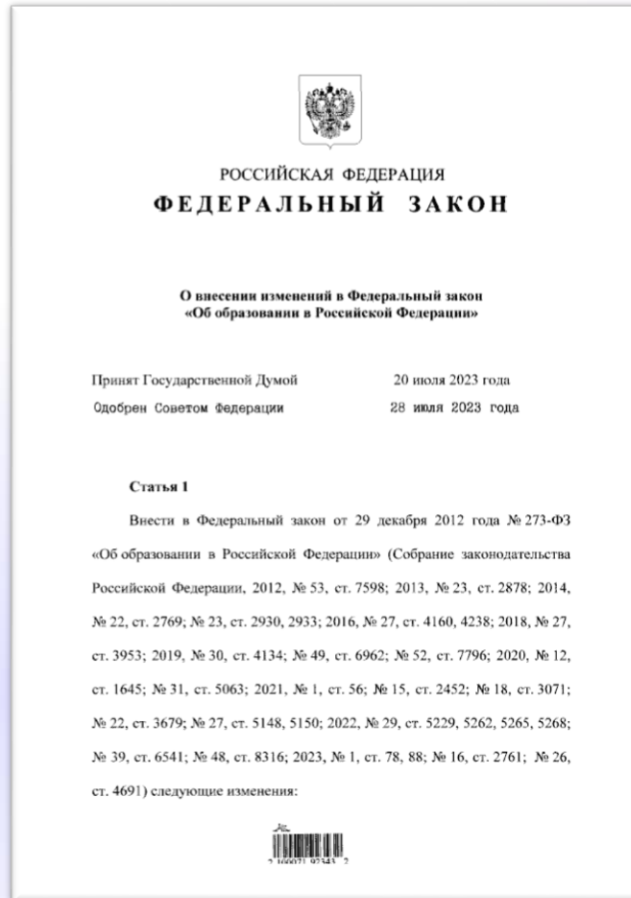 РОССИЙСКАЯ ФЕДЕРАЦИЯ
ФЕДЕРАЛЬНЫЙ ЗАКОН
О внесении изменений в Федеральный закон
«Об образовании в Российской Федерации»
Принят Государственной Думой 20 июля 2023 года
Одобрен Советом Федерации 28 июля 2023 года
Статья 1
Внести в Федеральный закон от 29 декабря 2012 года № 273-ФЗ
«Об образовании в Российской Федерации» (Собрание законодательства
Российской Федерации, 2012, № 53, ст. 7598; 2013, № 23, ст. 2878; 2014,
№ 22, ст. 2769; № 23, ст. 2930, 2933; 2016, № 27, ст. 4160, 4238; 2018, № 27,
ст. 3953; 2019, № 30, ст. 4134; № 49, ст. 6962; № 52, ст. 7796; 2020, № 12,
ст. 1645; № 31, ст. 5063; 2021, № 1, ст. 56; № 15, ст. 2452; № 18, ст. 3071;
№ 22, ст. 3679; № 27, ст. 5148, 5150; 2022, № 29, ст. 5229, 5262, 5265, 5268;
№ 39, ст. 6541; № 48, ст. 8316; 2023, № 1, ст. 78, 88; № 16, ст. 2761; № 26,
ст. 4691) следующие изменения: